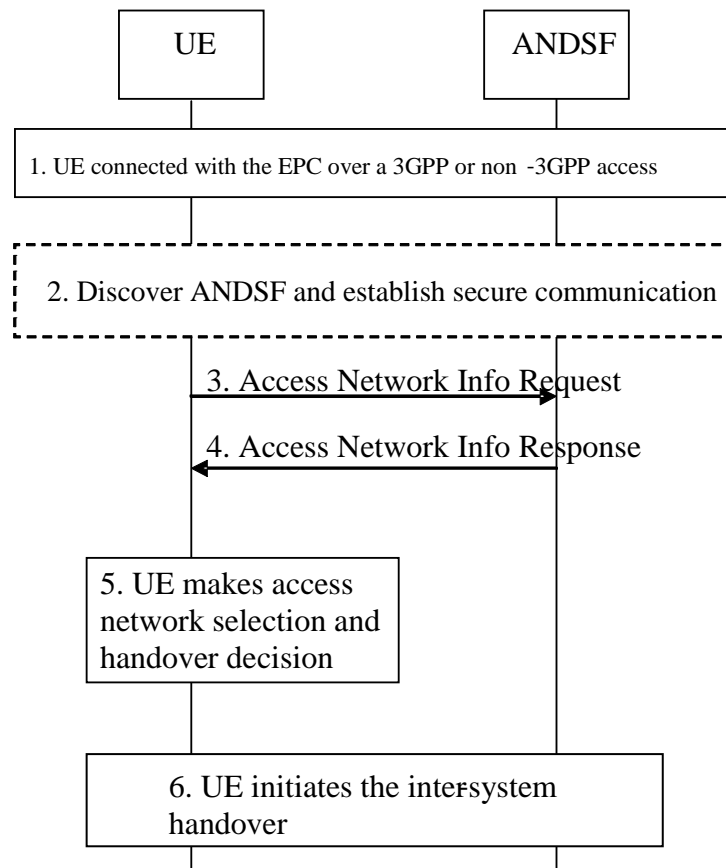 UE
ANDSF
1. UE connected with the EPC over a 3GPP or non -3GPP access
2. Discover ANDSF and establish secure communication
3. Access Network Info Request
4. Access Network Info Response
5. UE makes access
network selection and
handover decision
6. UE initiates the inter-system
handover